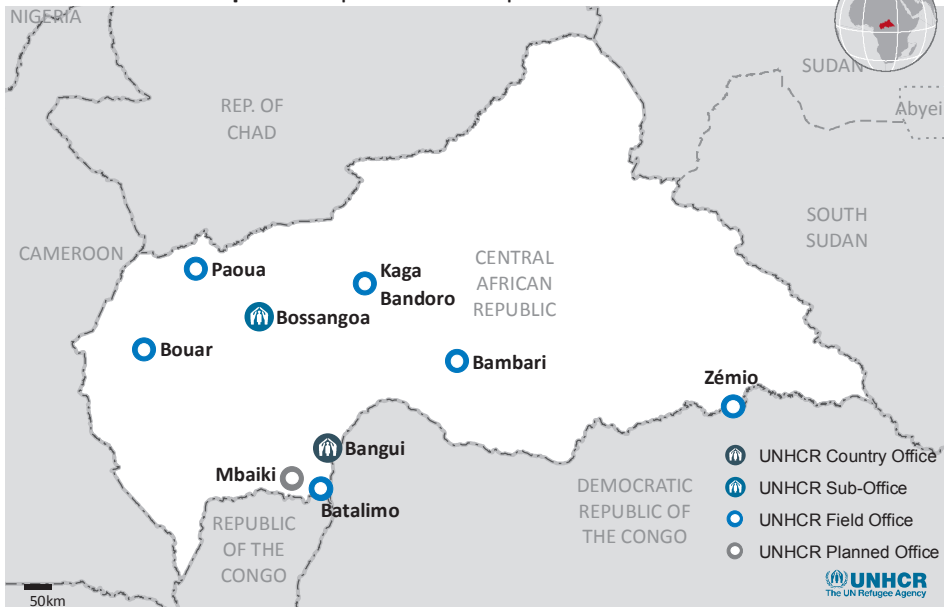 NIGERIA
SUDAN
Abyei
REP. OF
CHAD
SOUTH
SUDAN
CAMEROON
CENTRAL
AFRICAN
REPUBLIC
Paoua
Kaga
Bandoro
Bossangoa
Bouar
Bambari
Zémio
Bangui
Mbaiki
Batalimo
DEMOCRATIC
REPUBLIC OF
THE CONGO
REPUBLIC
OF THE
CONGO
UNHCR Country Office
UNHCR Sub-Office
UNHCR Field Office
UNHCR Planned Office
50km
UNHCR
The UN Refugee Agency